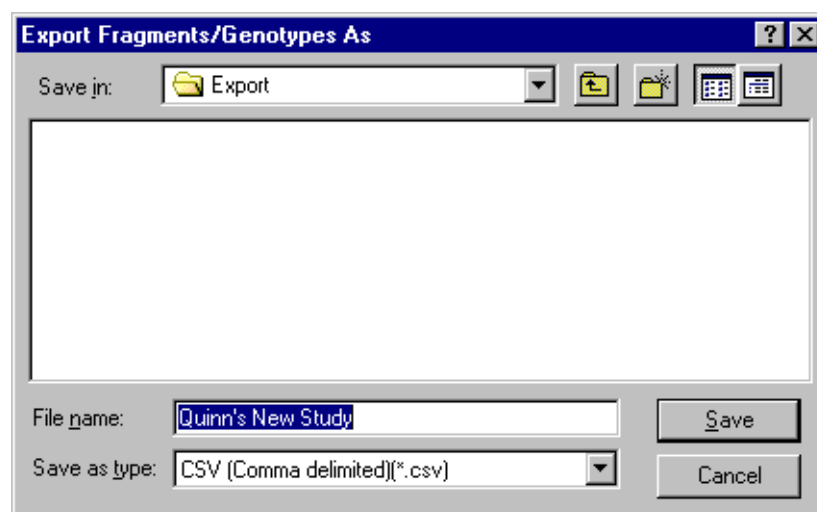 Export Fragments/Genotypes As
Save in: Export
File name: Quinn's New Study Save
Save as type: CSV (Comma delimited)(*.csv) Cancel